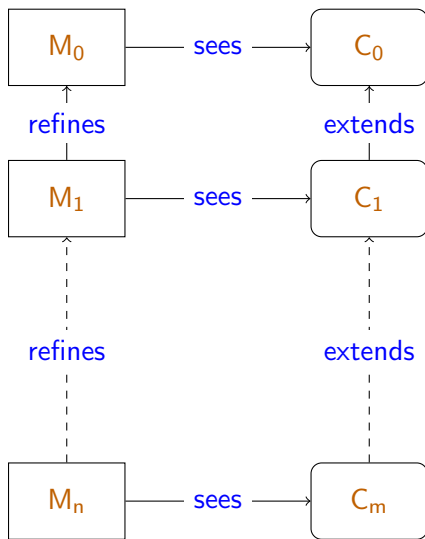 M₀ sees C₀
refines extends
M₁ sees C₁
refines extends
Mₙ sees Cₘ